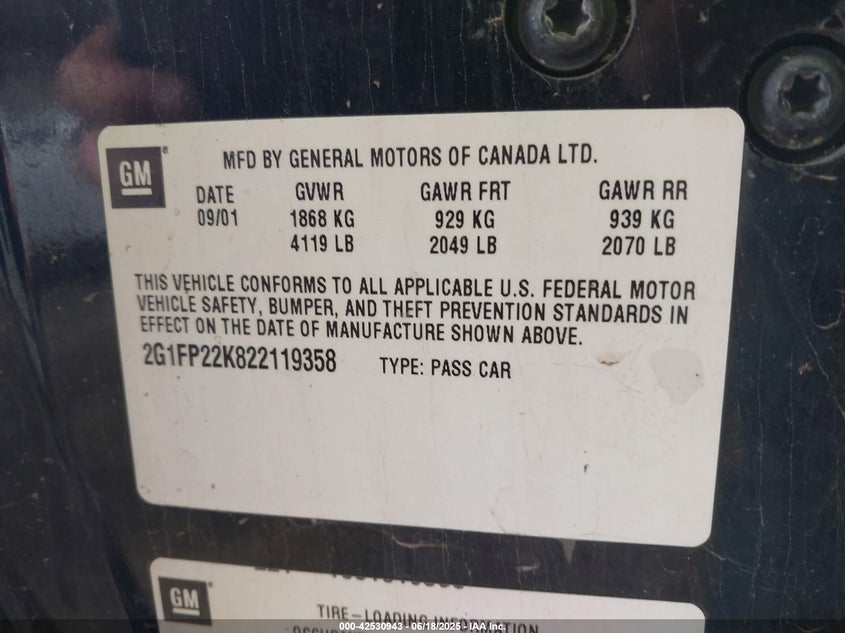 GM
MFD BY GENERAL MOTORS OF CANADA LTD.
DATE GVWR GAWR FRT GAWR RR
09/01 1868 KG 929 KG 939 KG
4119 LB 2049 LB 2070 LB
THIS VEHICLE CONFORMS TO ALL APPLICABLE U.S. FEDERAL MOTOR
VEHICLE SAFETY, BUMPER, AND THEFT PREVENTION STANDARDS IN
EFFECT ON THE DATE OF MANUFACTURE SHOWN ABOVE.
2G1FP22K822119358 TYPE: PASS CAR
GM
TIRE-LOADING INFORMATION
000-42530943 - 06/18/2025 - IAA Inc.